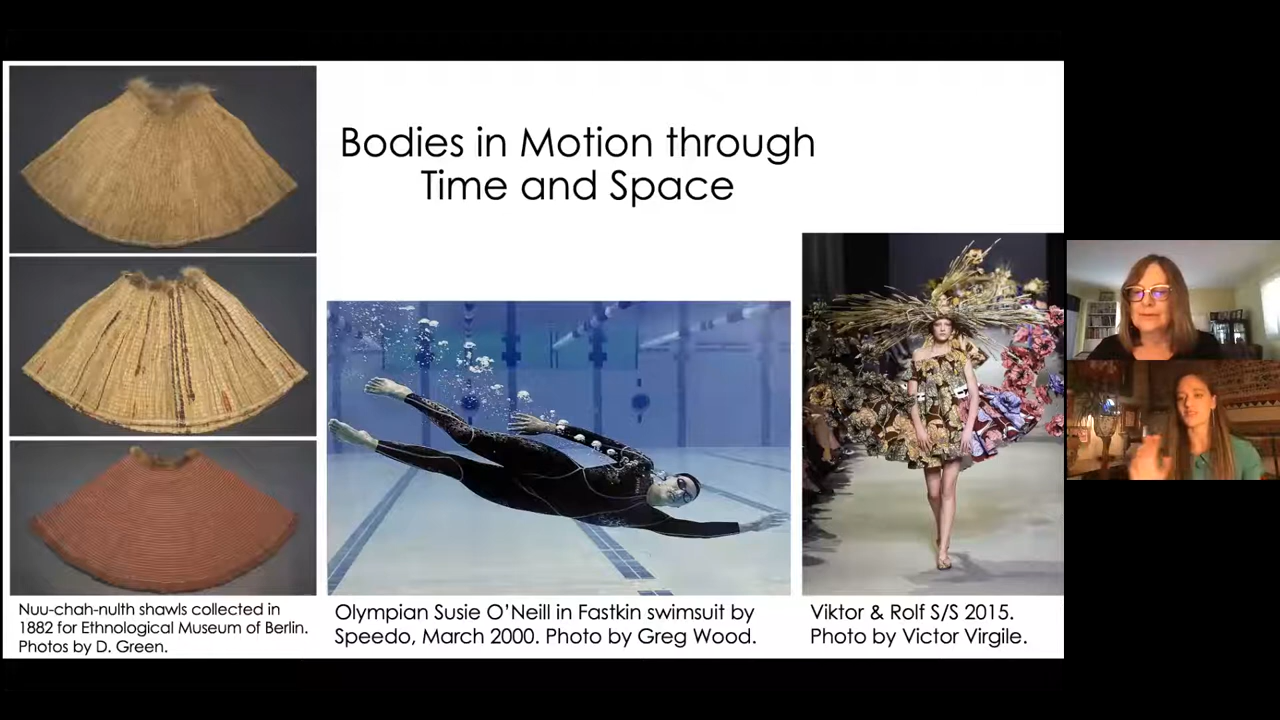 Bodies in Motion through
Time and Space
Nuu-chah-nulth shawls collected in
1882 for Ethnological Museum of Berlin.
Photos by D. Green.
Olympian Susie O’Neill in Fastkin swimsuit by
Speedo, March 2000. Photo by Greg Wood.
Viktor & Rolf S/S 2015.
Photo by Victor Virgile.